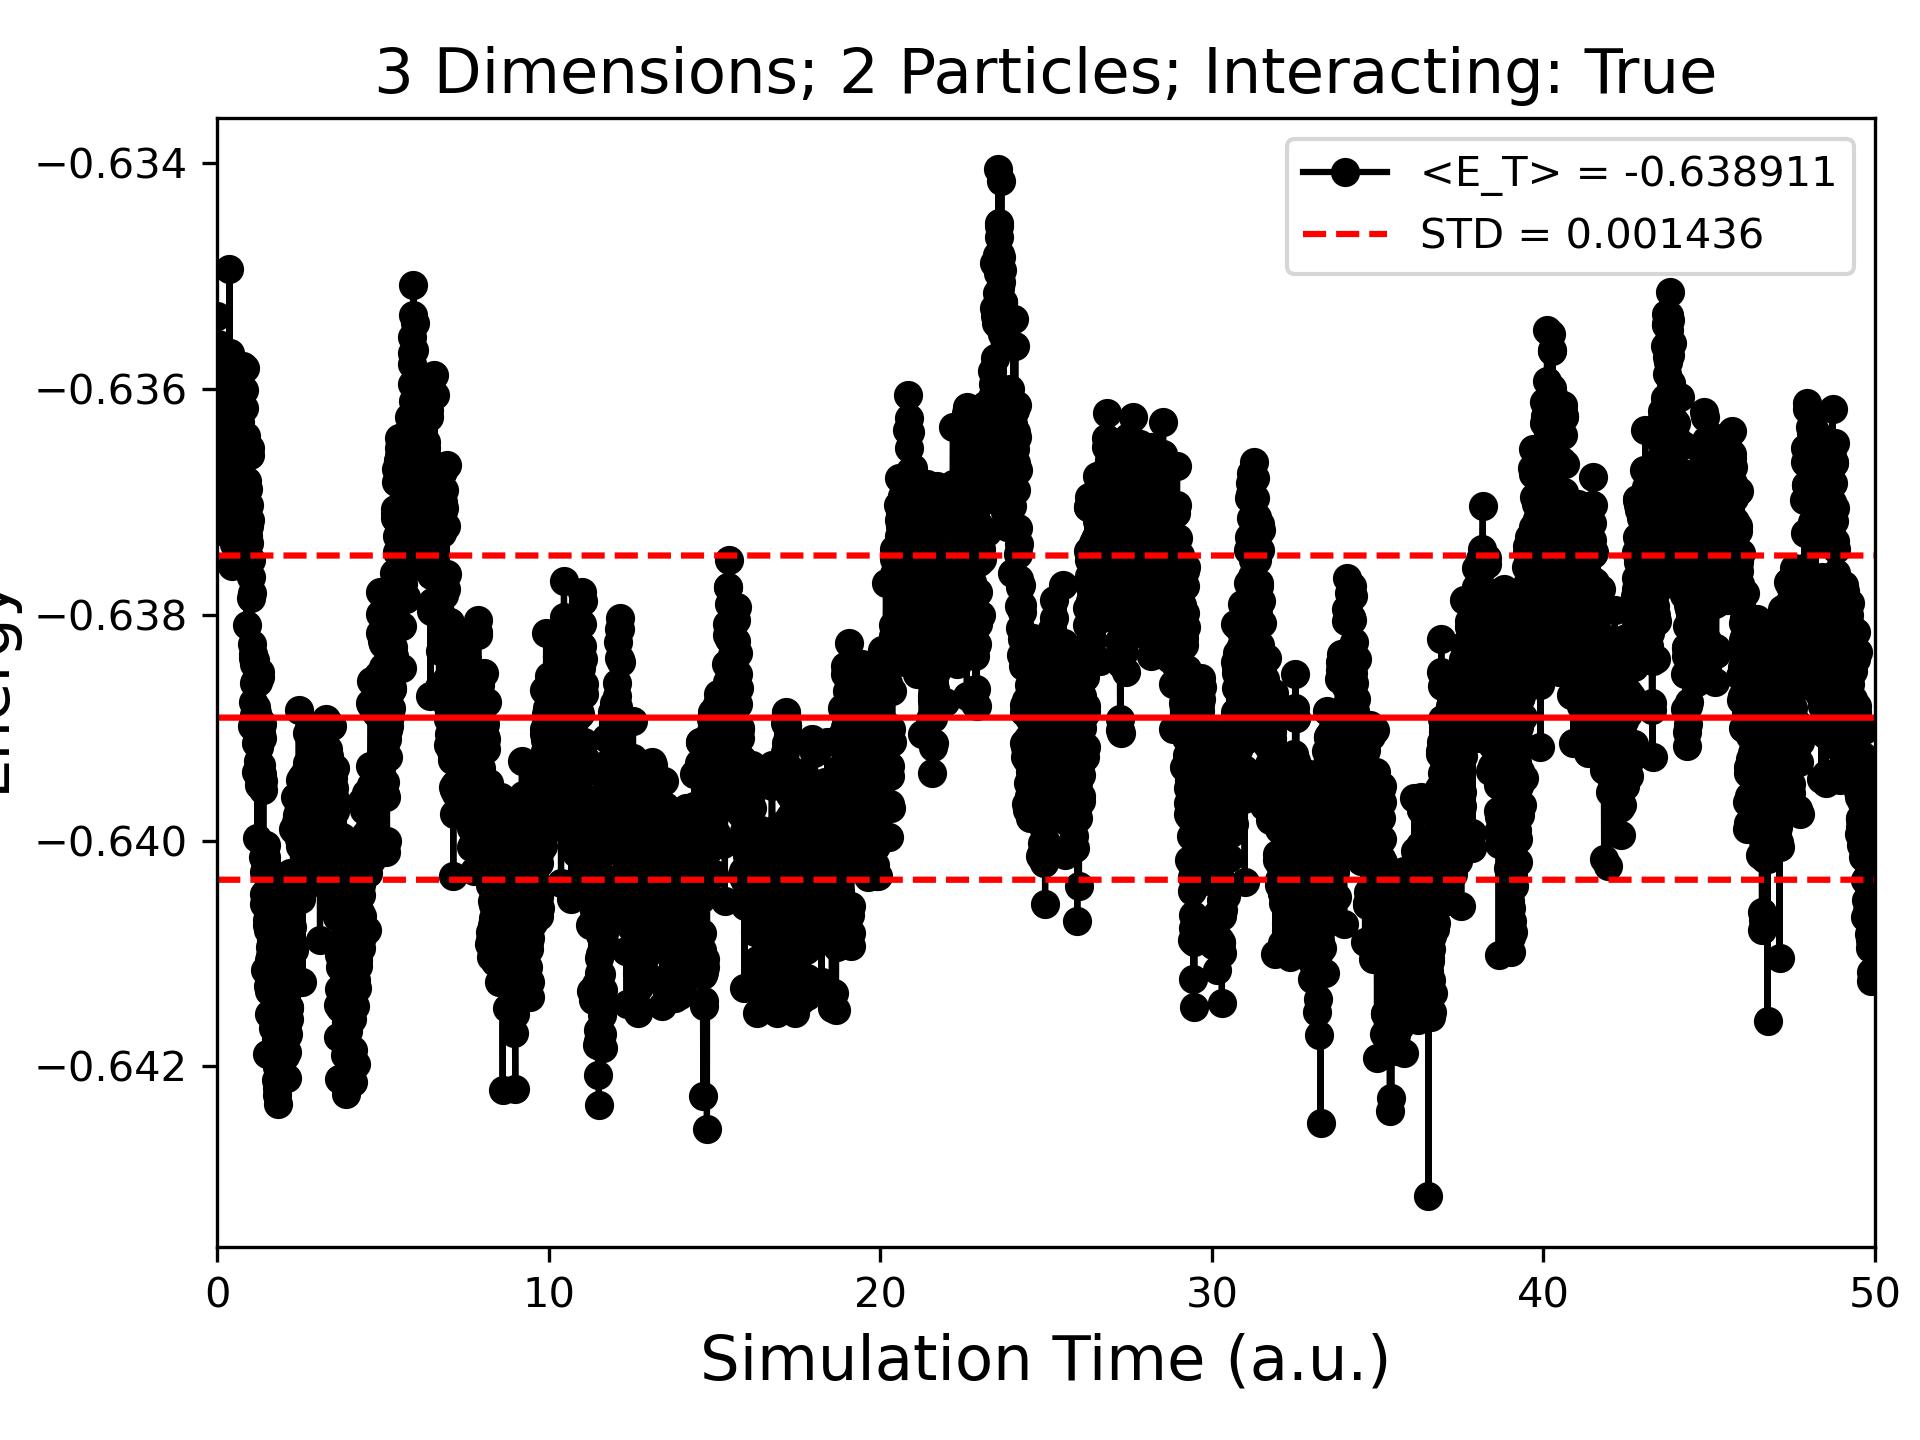 3 Dimensions; 2 Particles; Interacting: True
<E_T> = -0.638911
STD = 0.001436
−0.634
−0.636
−0.638
−0.640
−0.642
Energy
0 10 20 30 40 50
Simulation Time (a.u.)